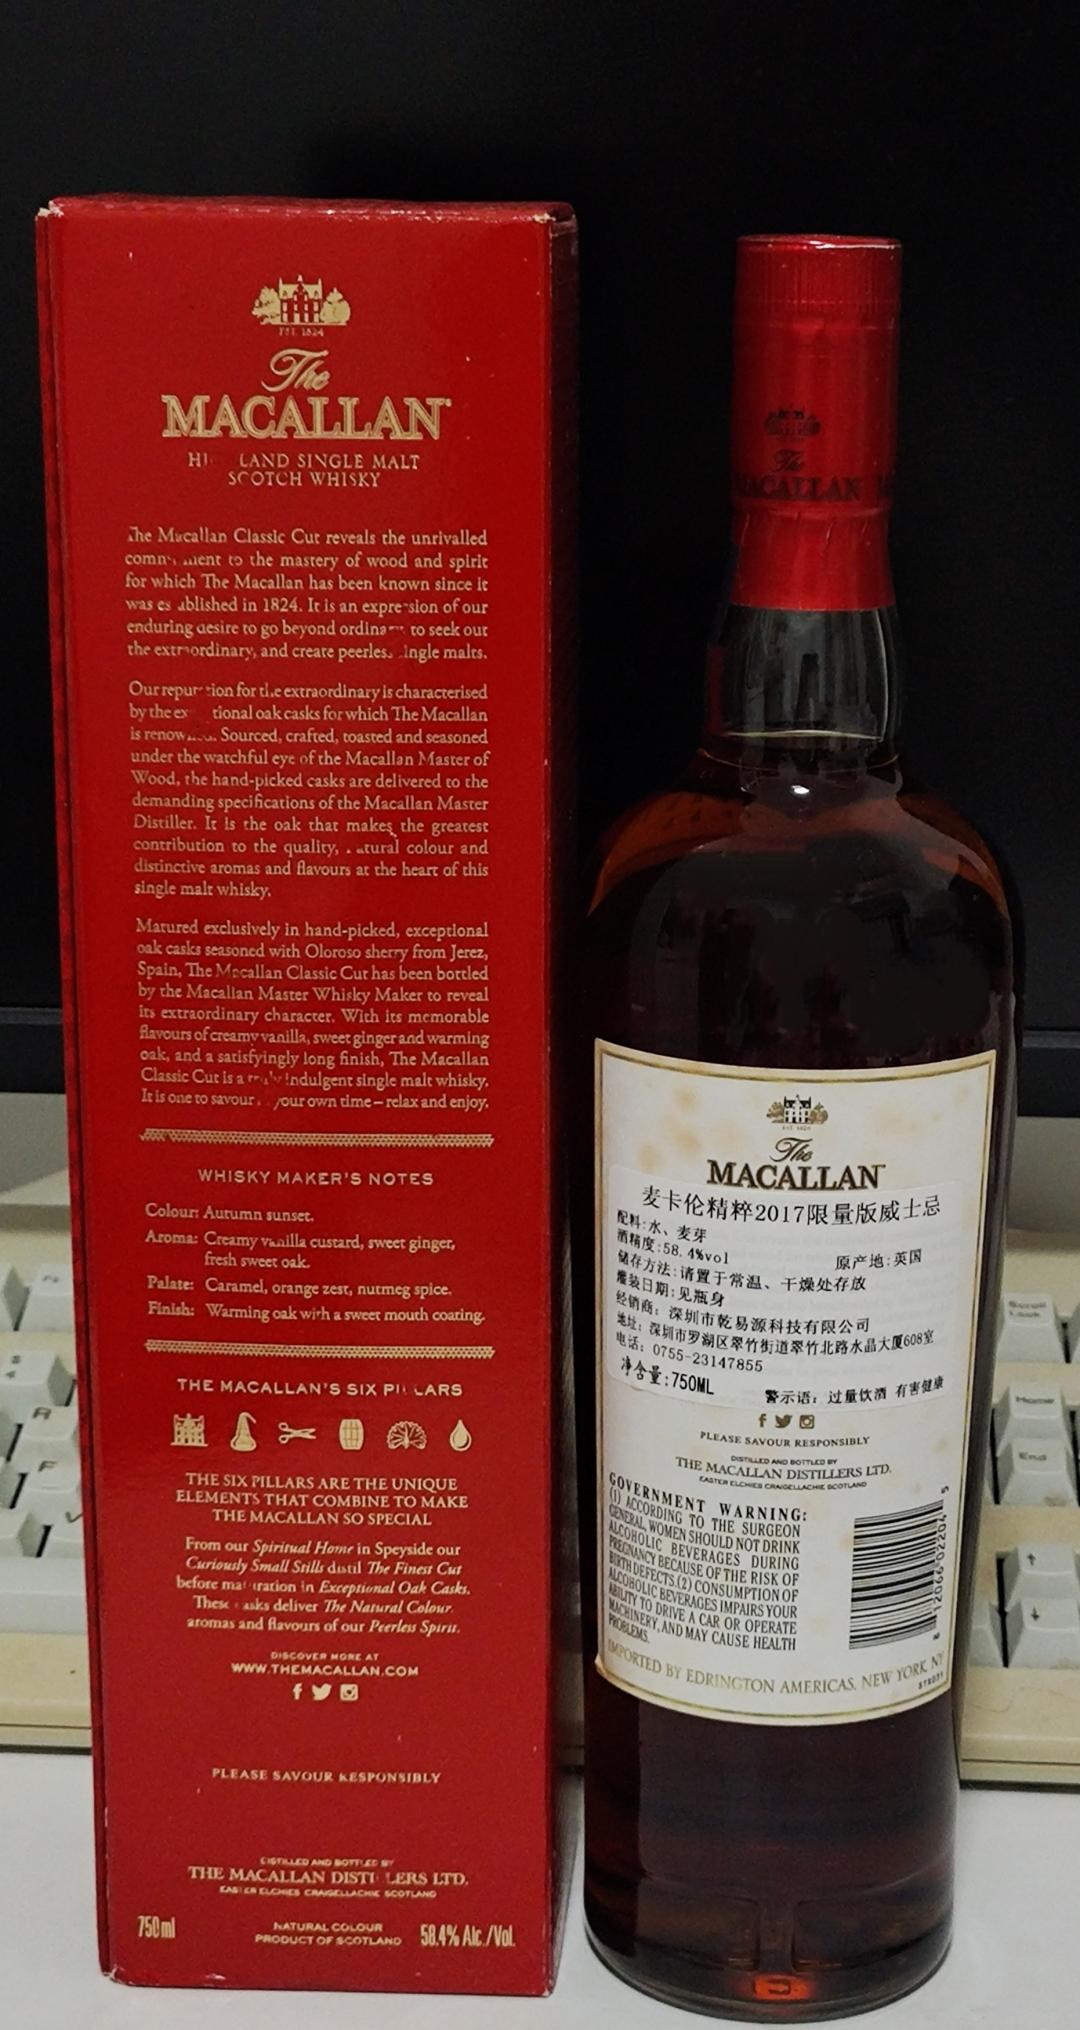 EST. 1824
The
MACALLAN
LAND SINGLE MALT
SCOTCH WHISKY
The Macallan Classic Cut reveals the unrivalled
to the mastery of wood and spirit
for which The Macallan has been known since it
was in 1824. It is an of our
enduring desire to go beyond to seek out
the and create malts.
Our for the extraordinary is characterised
by the oak casks for which The Macallan
is Sourced, crafted, toasted and seasoned
under the watchful eye of the Macallan Master of
Wood, the hand-picked casks are delivered to the
demanding specifications of the Macallan Master
Distiller. It is the oak that makes the greatest
contribution to the quality, colour and
distinctive aromas and flavours at the heart of this
single malt whisky.
Matured exclusively in hand-picked, exceptional
oak casks seasoned with Oloroso sherry from Jerez,
Spain, The Macallan Classic Cut has been bottled
by the Macallan Master Whisky Maker to reveal
its extraordinary character. With its memorable
flavours of creamy vanilla, sweet ginger and warming
oak, and a satisfyingly long finish, The Macallan
Classic Cut is a indulgent single malt whisky.
It is one to savour your own time – relax and enjoy.
WHISKY MAKER'S NOTES
Colour: Autumn sunset.
Aroma: Creamy vanilla custard, sweet ginger,
fresh sweet oak.
Palate: Caramel, orange zest, nutmeg spice.
Finish: Warming oak with a sweet mouth coating.
THE MACALLAN'S SIX
THE SIX PILLARS ARE THE UNIQUE
ELEMENTS THAT COMBINE TO MAKE
THE MACALLAN SO SPECIAL
From our Spiritual Home in Speyside our
Curiously Small Stills distil The Finest Cut
before in Exceptional Oak Casks.
deliver The Natural Colour,
aromas and flavours of our Peerless Spirit.
DISCOVER MORE AT
WWW.THEMACALLAN.COM
PLEASE SAVOUR RESPONSIBLY
DISTILLED AND BOTTLED BY
THE MACALLAN LTD.
EASTER ELCHIES CRAIGELLACHIE SCOTLAND
750ml
NATURAL COLOUR
PRODUCT OF SCOTLAND
58.4% Alc./Vol.
The
MACALLAN
EST. 1824
The
MACALLAN
麦卡伦精粹2017限量版威士忌
配料:水、麦芽
酒精度:58.4%vol 原产地:英国
储存方法:请置于常温、干燥处存放
灌装日期:见瓶身
经销商: 深圳市乾易源科技有限公司
地址: 深圳市罗湖区翠竹街道翠竹北路水晶大厦608室
电话: 0755-23147855
净含量:750ML 警示语: 过量饮酒 有害健康
PLEASE SAVOUR RESPONSIBLY
DISTILLED AND BOTTLED BY
THE MACALLAN DISTILLERS LTD.
EASTER ELCHIES CRAIGELLACHIE SCOTLAND
GOVERNMENT WARNING:
(1) ACCORDING TO THE SURGEON
GENERAL, WOMEN SHOULD NOT DRINK
ALCOHOLIC BEVERAGES DURING
PREGNANCY BECAUSE OF THE RISK OF
BIRTH DEFECTS. (2) CONSUMPTION OF
ALCOHOLIC BEVERAGES IMPAIRS YOUR
ABILITY TO DRIVE A CAR OR OPERATE
MACHINERY, AND MAY CAUSE HEALTH
PROBLEMS.
IMPORTED BY EDRINGTON AMERICAS, NEW YORK, NY
Scroll
Lock
Home
End
R
F
V